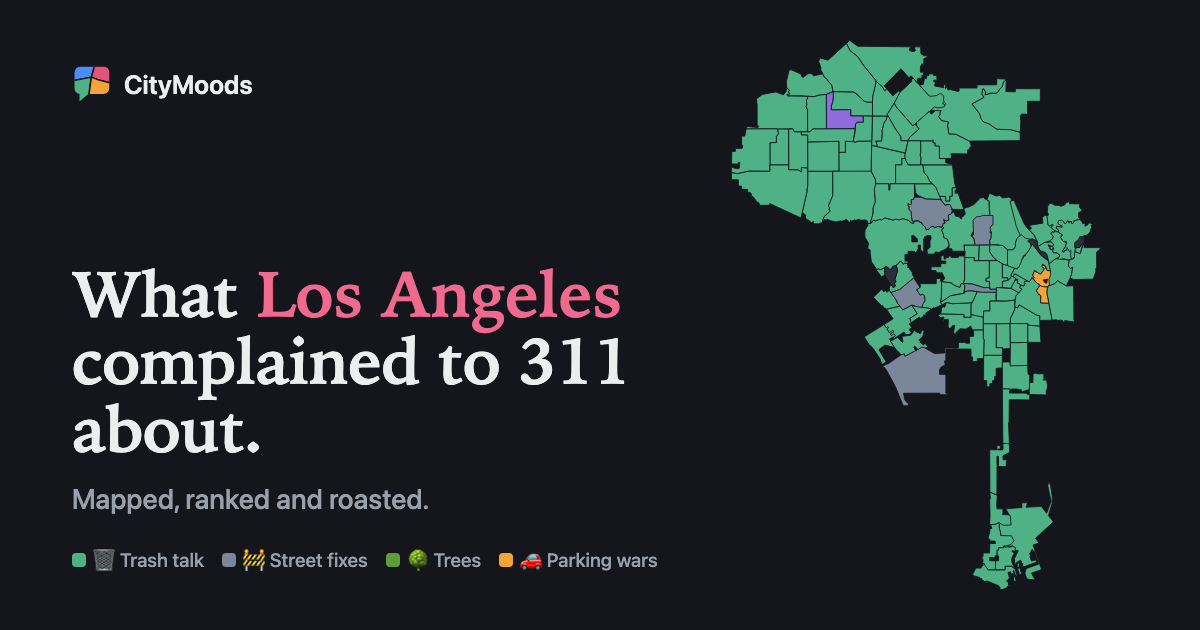 CityMoods
What Los Angeles
complained to 311
about.
Mapped, ranked and roasted.
🗑️ Trash talk 🚧 Street fixes 🌳 Trees 🚗 Parking wars